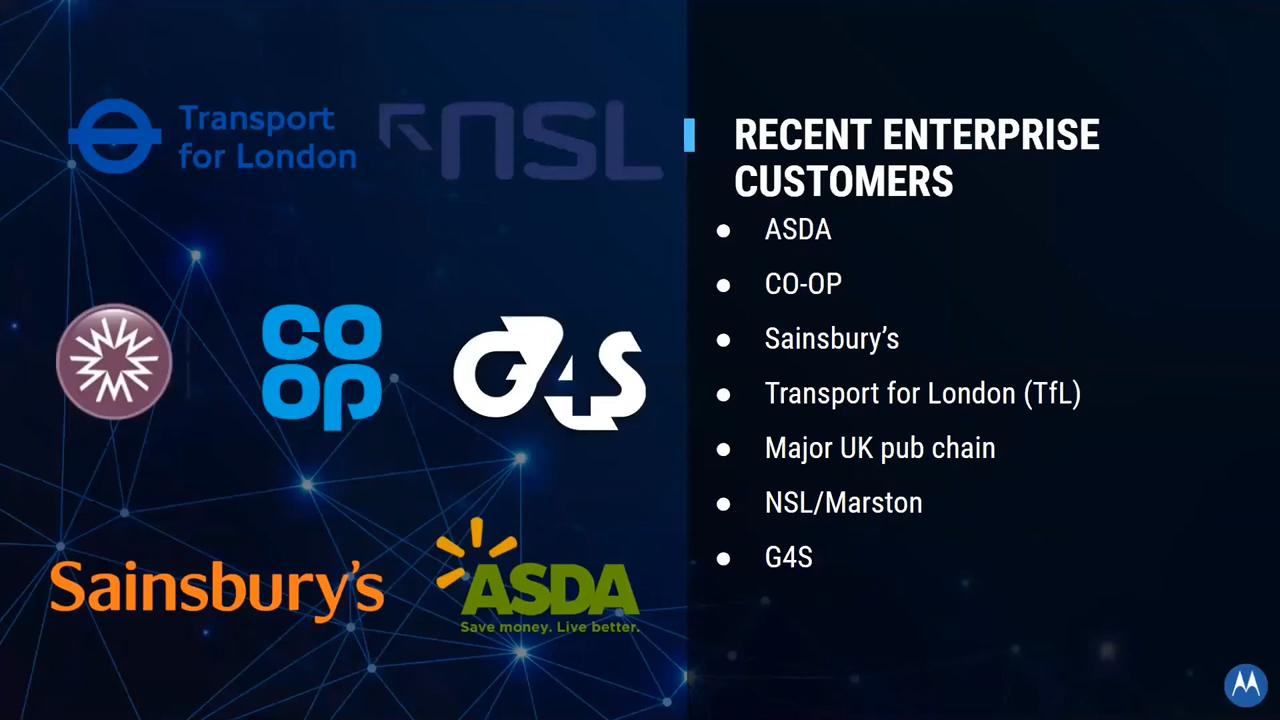 Transport
for London
NSL
CO
OP
G4S
Sainsbury's
ASDA
Save money. Live better.
RECENT ENTERPRISE
CUSTOMERS
● ASDA
● CO-OP
● Sainsbury’s
● Transport for London (TfL)
● Major UK pub chain
● NSL/Marston
● G4S